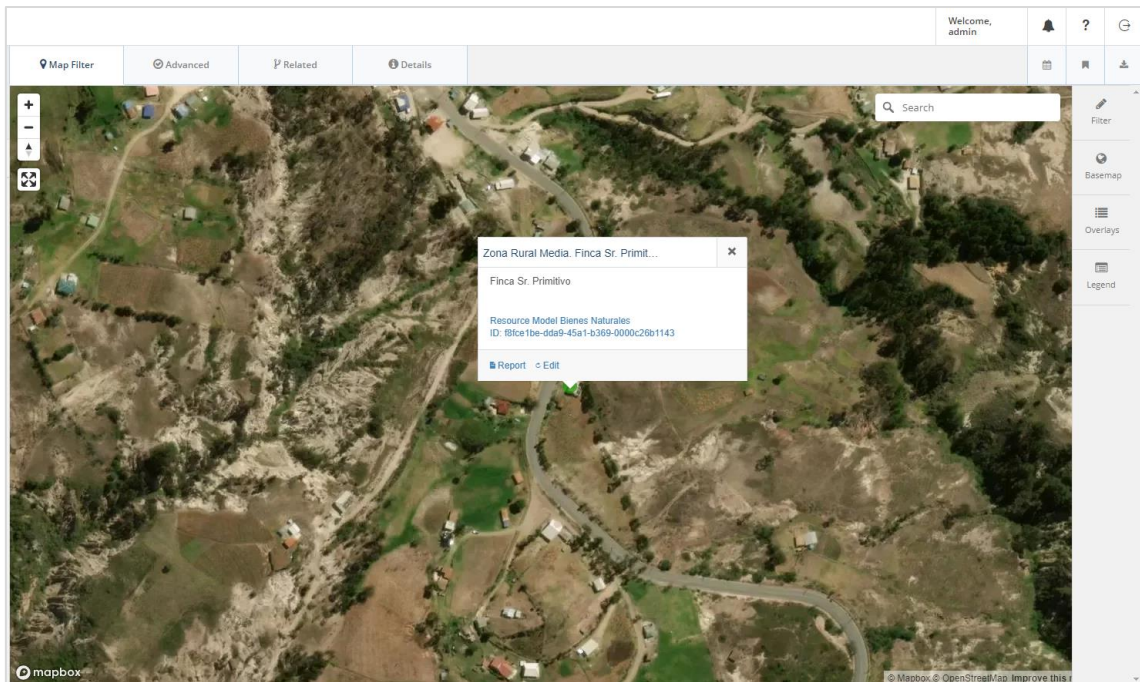 Welcome,
admin
?
Map Filter
Advanced
Related
Details
+
Search
−
Filter
Basemap
Overlays
Legend
Zona Rural Media. Finca Sr. Primit...
Finca Sr. Primitivo
Resource Model Bienes Naturales
ID: f8fce1be-dda9-45a1-b369-0000c26b1143
Report Edit
mapbox
© Mapbox © OpenStreetMap Improve this